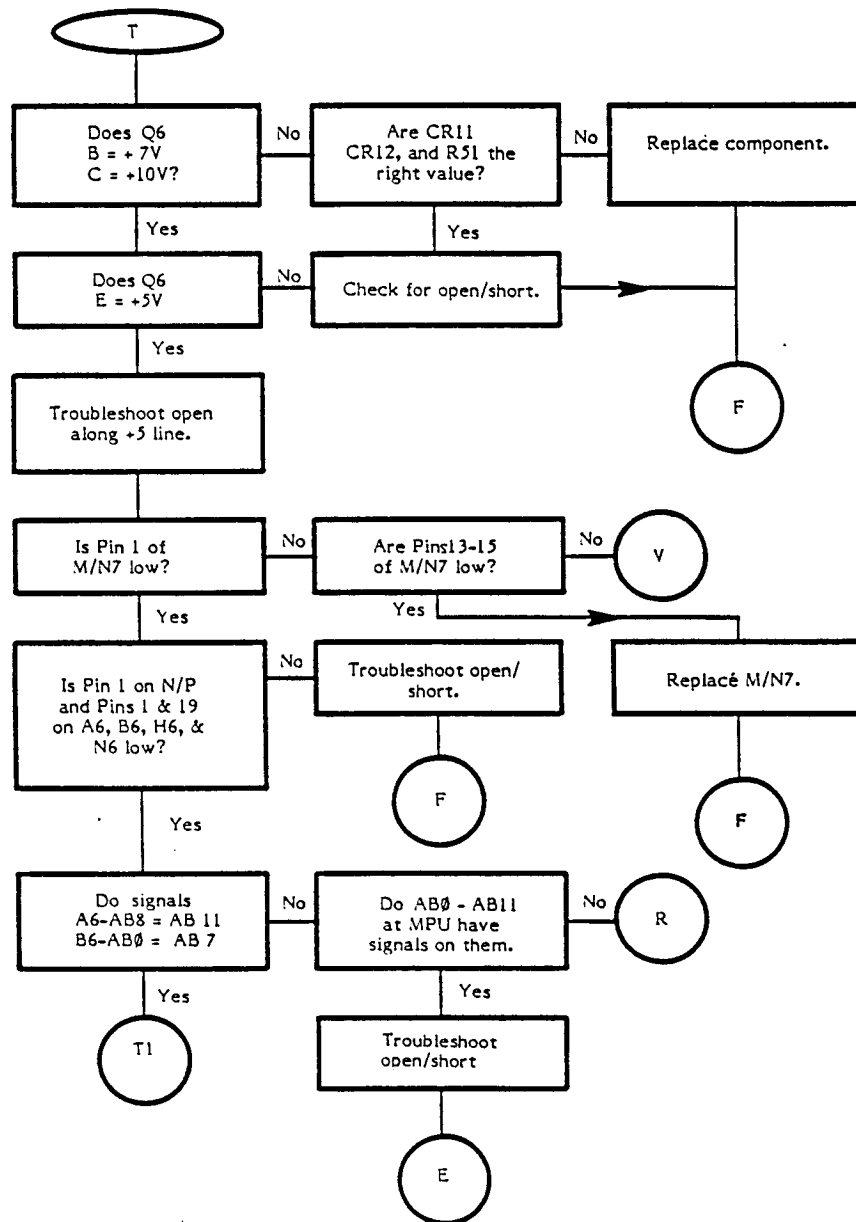 T
Does Q6
B = + 7V
C = +10V?
No
Are CR11
CR12, and R51 the
right value?
No
Replace component.
Yes
Yes
Does Q6
E = +5V
No
Check for open/short.
Yes
F
Troubleshoot open
along +5 line.
Is Pin 1 of
M/N7 low?
No
Are Pins13-15
of M/N7 low?
No
V
Yes
Yes
Is Pin 1 on N/P
and Pins 1 & 19
on A6, B6, H6, &
N6 low?
No
Troubleshoot open/
short.
Replace M/N7.
F
F
Yes
Do signals
A6-AB8 = AB 11
B6-ABØ = AB 7
No
Do ABØ - AB11
at MPU have
signals on them.
No
R
Yes
Yes
T1
Troubleshoot
open/short
E